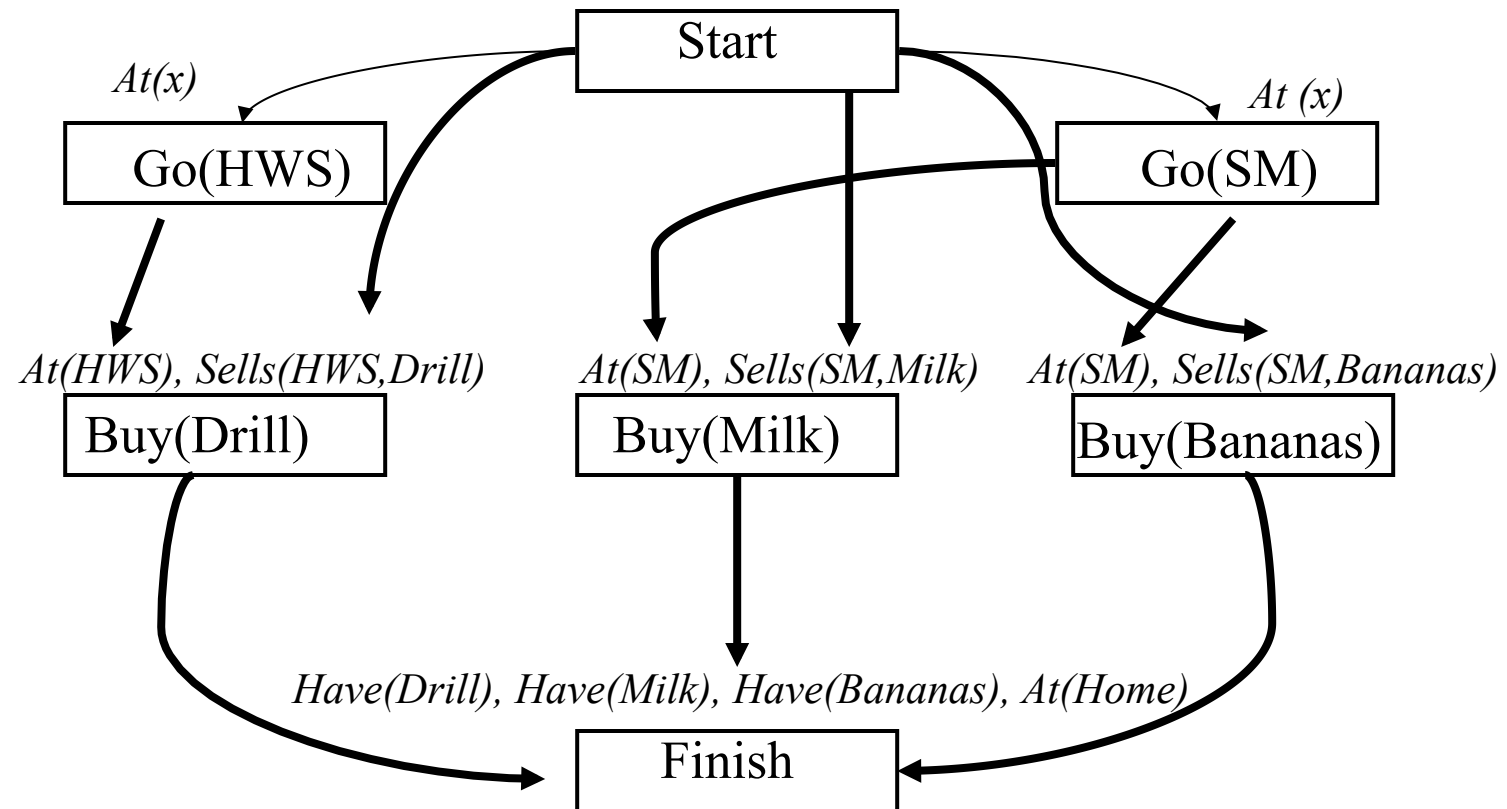 Start
At(x)
At (x)
Go(HWS)
Go(SM)
At(HWS), Sells(HWS,Drill)
At(SM), Sells(SM,Milk)
At(SM), Sells(SM,Bananas)
Buy(Drill)
Buy(Milk)
Buy(Bananas)
Have(Drill), Have(Milk), Have(Bananas), At(Home)
Finish